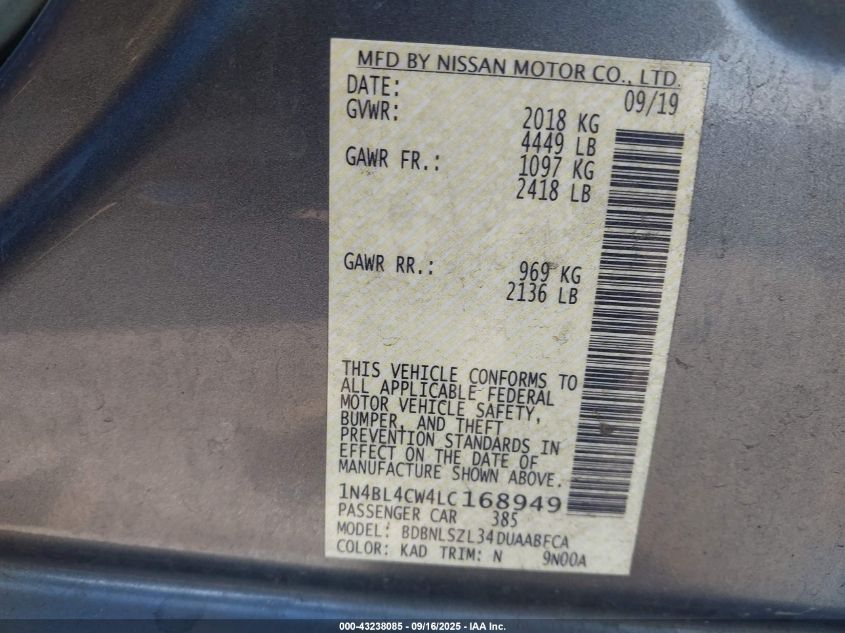 MFD BY NISSAN MOTOR CO., LTD.
DATE: 09/19
GVWR: 2018 KG
4449 LB
GAWR FR.: 1097 KG
2418 LB
GAWR RR.: 969 KG
2136 LB
THIS VEHICLE CONFORMS TO
ALL APPLICABLE FEDERAL
MOTOR VEHICLE SAFETY,
BUMPER, AND THEFT
PREVENTION STANDARDS IN
EFFECT ON THE DATE OF
MANUFACTURE SHOWN ABOVE.
1N4BL4CW4LC168949
PASSENGER CAR 385
MODEL: BDBNLSZL34DUAABFCA
COLOR: KAD TRIM: N 9N00A
000-43238085 - 09/16/2025 - IAA Inc.